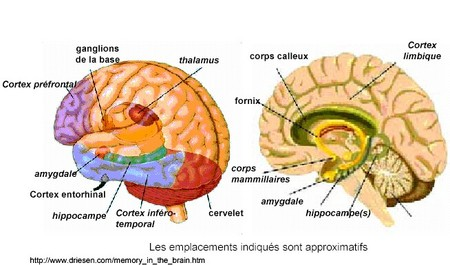 ganglions
de la base
thalamus
Cortex préfrontal
amygdale
Cortex entorhinal
hippocampe
Cortex inféro-
temporal
cervelet
corps calleux
Cortex
limbique
fornix
corps
mammillaires
amygdale
hippocampe(s)
Les emplacements indiqués sont approximatifs
http://www.driesen.com/memory_in_the_brain.htm